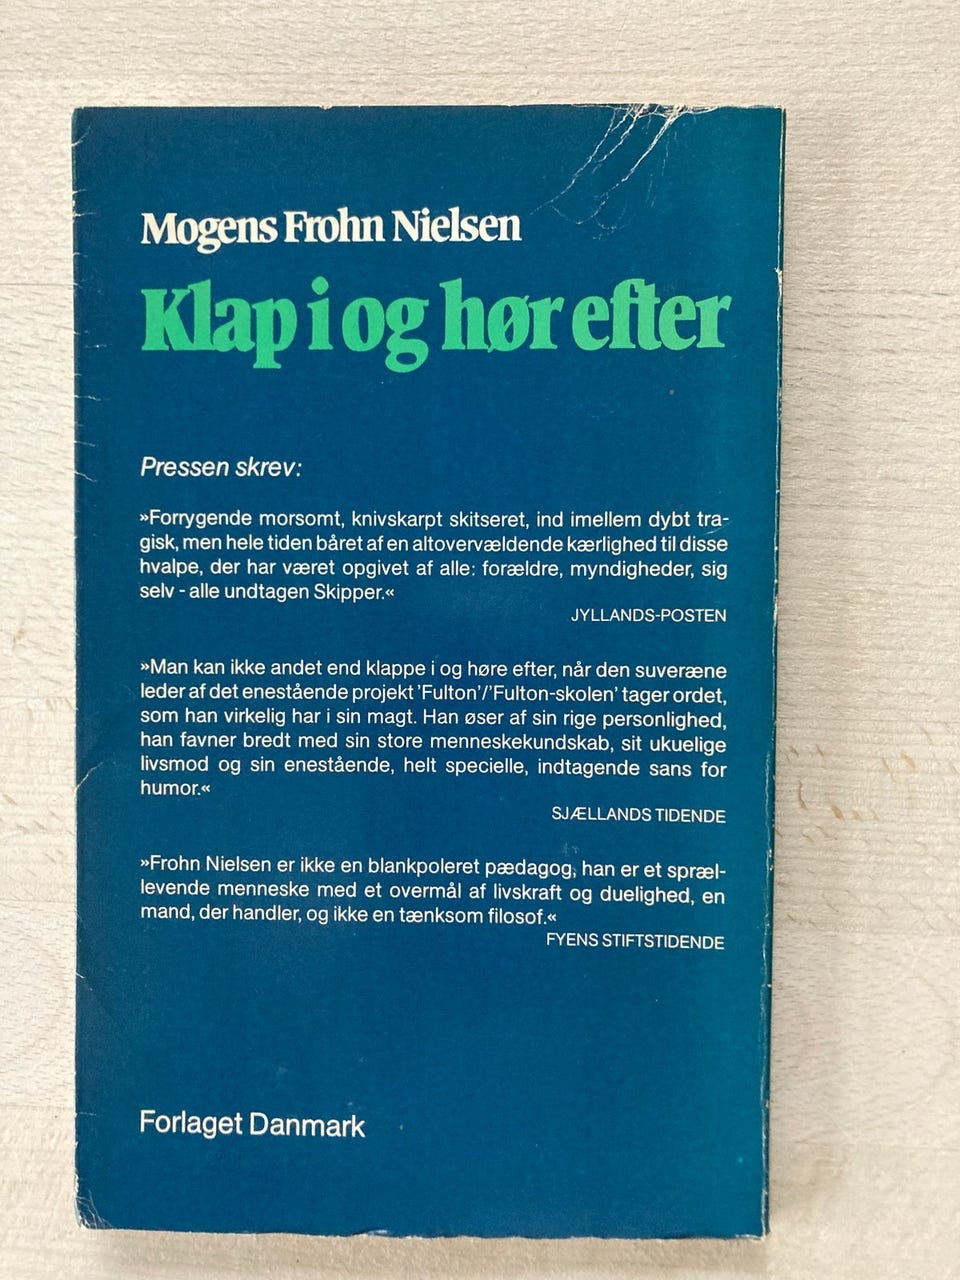 Mogens Frohn Nielsen
Klap i og hør efter
Pressen skrev:
»Forrygende morsomt, knivskarpt skitseret, ind imellem dybt tra-
gisk, men hele tiden båret af en altovervældende kærlighed til disse
hvalpe, der har været opgivet af alle: forældre, myndigheder, sig
selv - alle undtagen Skipper.«
JYLLANDS-POSTEN
»Man kan ikke andet end klappe i og høre efter, når den suveræne
leder af det enestående projekt 'Fulton'/'Fulton-skolen' tager ordet,
som han virkelig har i sin magt. Han øser af sin rige personlighed,
han favner bredt med sin store menneskekundskab, sit ukuelige
livsmod og sin enestående, helt specielle, indtagende sans for
humor.«
SJÆLLANDS TIDENDE
»Frohn Nielsen er ikke en blankpoleret pædagog, han er et spræl-
levende menneske med et overmål af livskraft og duelighed, en
mand, der handler, og ikke en tænksom filosof.«
FYENS STIFTSTIDENDE
Forlaget Danmark